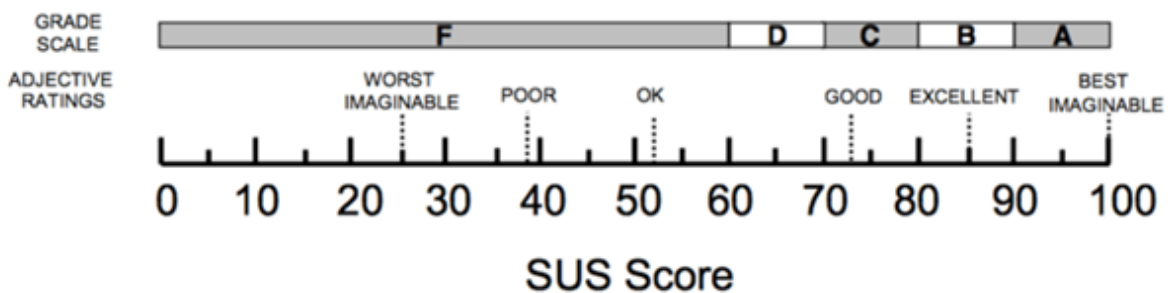 GRADE
SCALE
F D C B A
ADJECTIVE
RATINGS
WORST
IMAGINABLE
POOR
OK
GOOD
EXCELLENT
BEST
IMAGINABLE
0 10 20 30 40 50 60 70 80 90 100
SUS Score